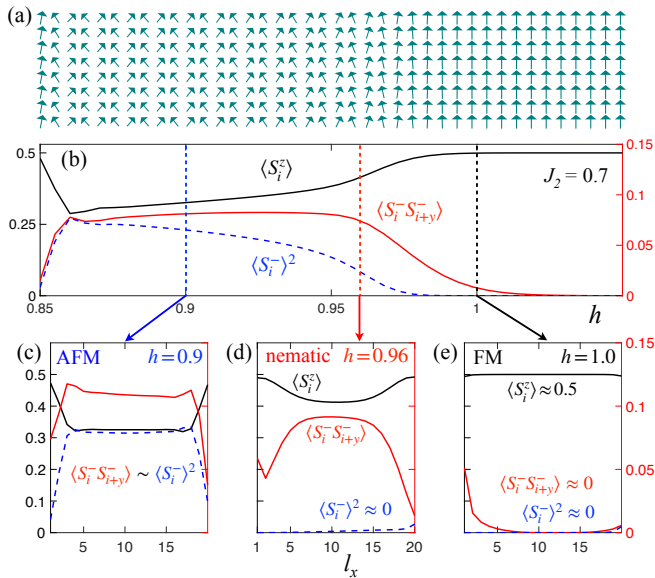 (a)
(b)
⟨S_i^z⟩
J_2 = 0.7
⟨S_i^- S_{i+y}^-⟩
⟨S_i^-⟩^2
0.5
0.25
0
0.15
0.1
0.05
0
0.85 0.9 0.95 1 h
(c) AFM h=0.9
⟨S_i^- S_{i+y}^-⟩ ~ ⟨S_i^-⟩^2
0.5
0.4
0.3
0.2
0.1
0
5 10 15
(d) nematic h=0.96
⟨S_i^z⟩
⟨S_i^- S_{i+y}^-⟩
⟨S_i^-⟩^2 ≈ 0
1 5 10 15 20
l_x
(e) FM h=1.0
⟨S_i^z⟩≈0.5
⟨S_i^- S_{i+y}^-⟩ ≈ 0
⟨S_i^-⟩^2 ≈ 0
0.15
0.1
0.05
0
5 10 15 20